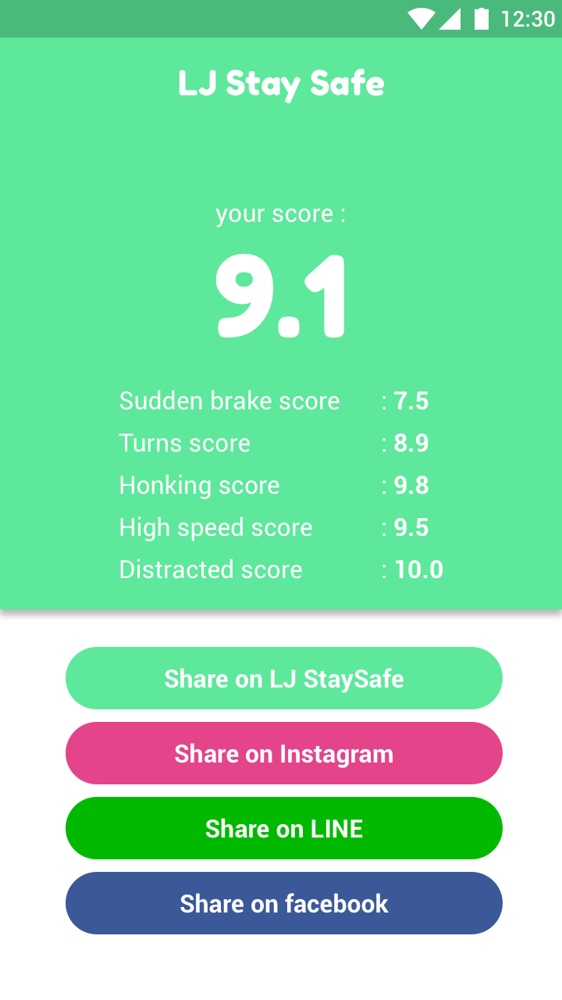 12:30
LJ Stay Safe
your score :
9.1
Sudden brake score : 7.5
Turns score : 8.9
Honking score : 9.8
High speed score : 9.5
Distracted score : 10.0
Share on LJ StaySafe
Share on Instagram
Share on LINE
Share on facebook